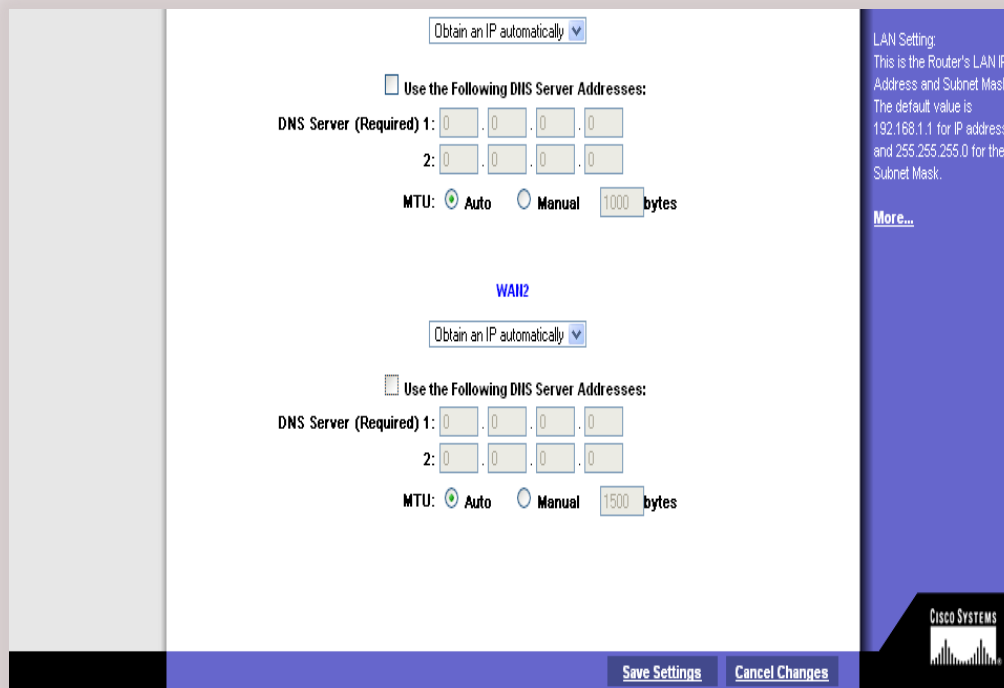 Obtain an IP automatically
Use the Following DNS Server Addresses:
DNS Server (Required) 1: 0 . 0 . 0 . 0
2: 0 . 0 . 0 . 0
MTU: Auto Manual 1000 bytes
WAN2
Obtain an IP automatically
Use the Following DNS Server Addresses:
DNS Server (Required) 1: 0 . 0 . 0 . 0
2: 0 . 0 . 0 . 0
MTU: Auto Manual 1500 bytes
LAN Setting:
This is the Router's LAN IP
Address and Subnet Mask
The default value is
192.168.1.1 for IP address
and 255.255.255.0 for the
Subnet Mask.
More...
CISCO SYSTEMS
Save Settings Cancel Changes